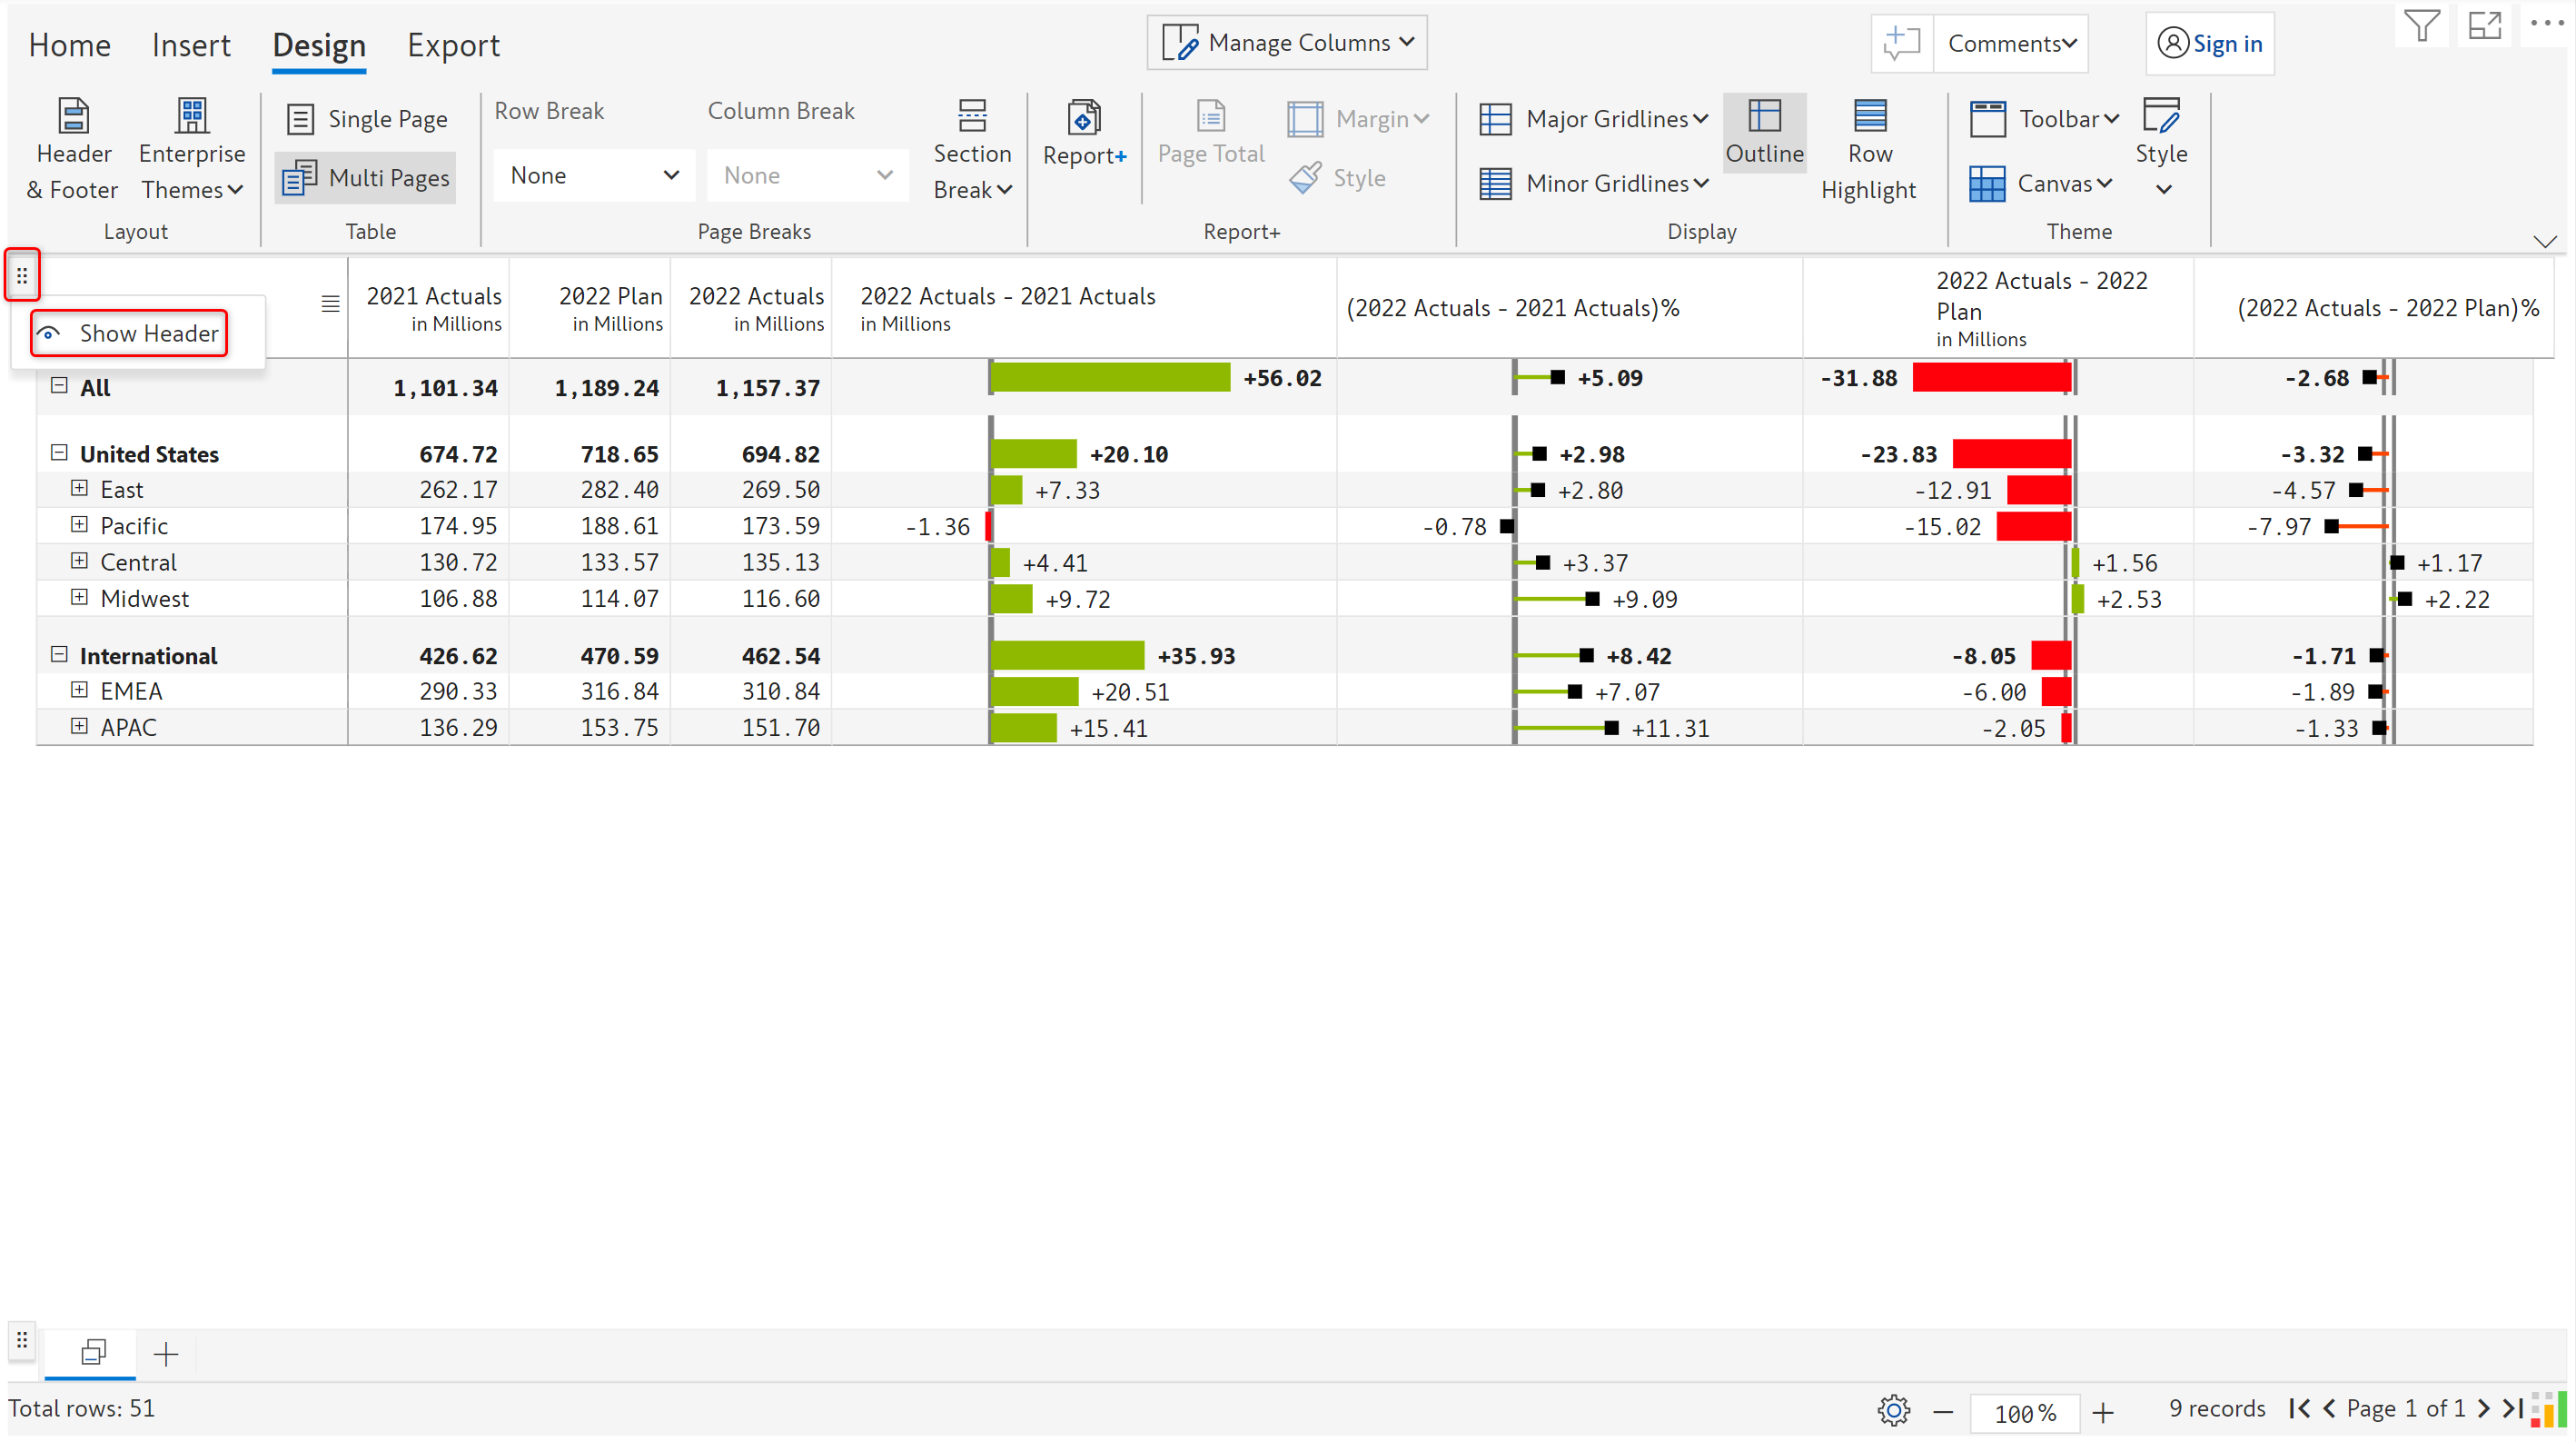 Home Insert Design Export Manage Columns Comments Sign in
Header & Footer Enterprise Themes Single Page Row Break Column Break Section Break Report+ Page Total Margin Major Gridlines Outline Row Highlight Toolbar Style
Multi Pages None None Style Minor Gridlines Canvas
Layout Table Page Breaks Report+ Display Theme
Show Header
2021 Actuals in Millions 2022 Plan in Millions 2022 Actuals in Millions 2022 Actuals - 2021 Actuals in Millions (2022 Actuals - 2021 Actuals)% 2022 Actuals - 2022 Plan in Millions (2022 Actuals - 2022 Plan)%
All 1,101.34 1,189.24 1,157.37 +56.02 +5.09 -31.88 -2.68
United States 674.72 718.65 694.82 +20.10 +2.98 -23.83 -3.32
East 262.17 282.40 269.50 +7.33 +2.80 -12.91 -4.57
Pacific 174.95 188.61 173.59 -1.36 -0.78 -15.02 -7.97
Central 130.72 133.57 135.13 +4.41 +3.37 +1.56 +1.17
Midwest 106.88 114.07 116.60 +9.72 +9.09 +2.53 +2.22
International 426.62 470.59 462.54 +35.93 +8.42 -8.05 -1.71
EMEA 290.33 316.84 310.84 +20.51 +7.07 -6.00 -1.89
APAC 136.29 153.75 151.70 +15.41 +11.31 -2.05 -1.33
Total rows: 51 100% 9 records Page 1 of 1